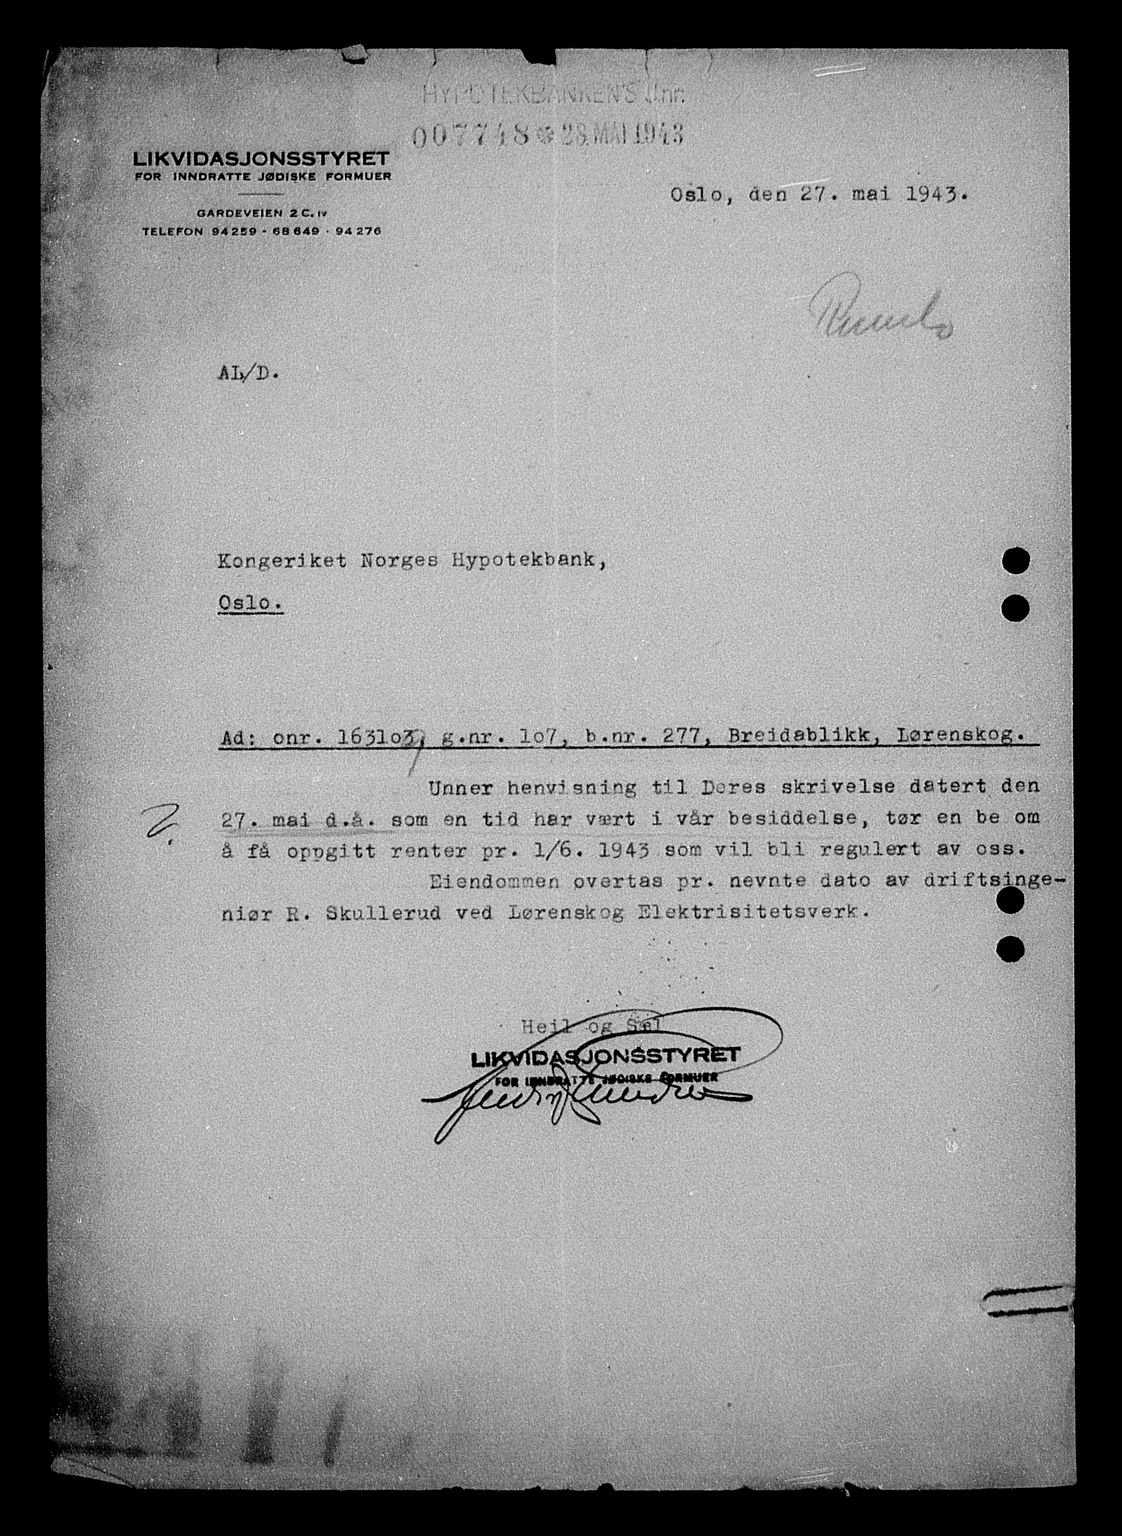 HYPOTEKBANKEN'S J.nr.
007748 * 28.MAI 1943
LIKVIDASJONSSTYRET
FOR INNDRATTE JØDISKE FORMUER
GARDEVEIEN 2 C. IV
TELEFON 94259 - 68649 - 94276
Oslo, den 27. mai 1943.
AL/D.
Kongeriket Norges Hypotekbank,
Oslo.
Ad: onr. 163lo3, g.nr. lo7, b.nr. 277, Breidablikk, Lørenskog.
Unner henvisning til Deres skrivelse datert den
27. mai d.å. som en tid har vært i vår besiddelse, tør en be om
å få oppgitt renter pr. 1/6. 1943 som vil bli regulert av oss.
Eiendommen overtas pr. nevnte dato av driftsinge-
niør R. Skullerud ved Lørenskog Elektrisitetsverk.
?
Heil og Sæl
LIKVIDASJONSSTYRET
FOR INNDRATTE JØDISKE FORMUER